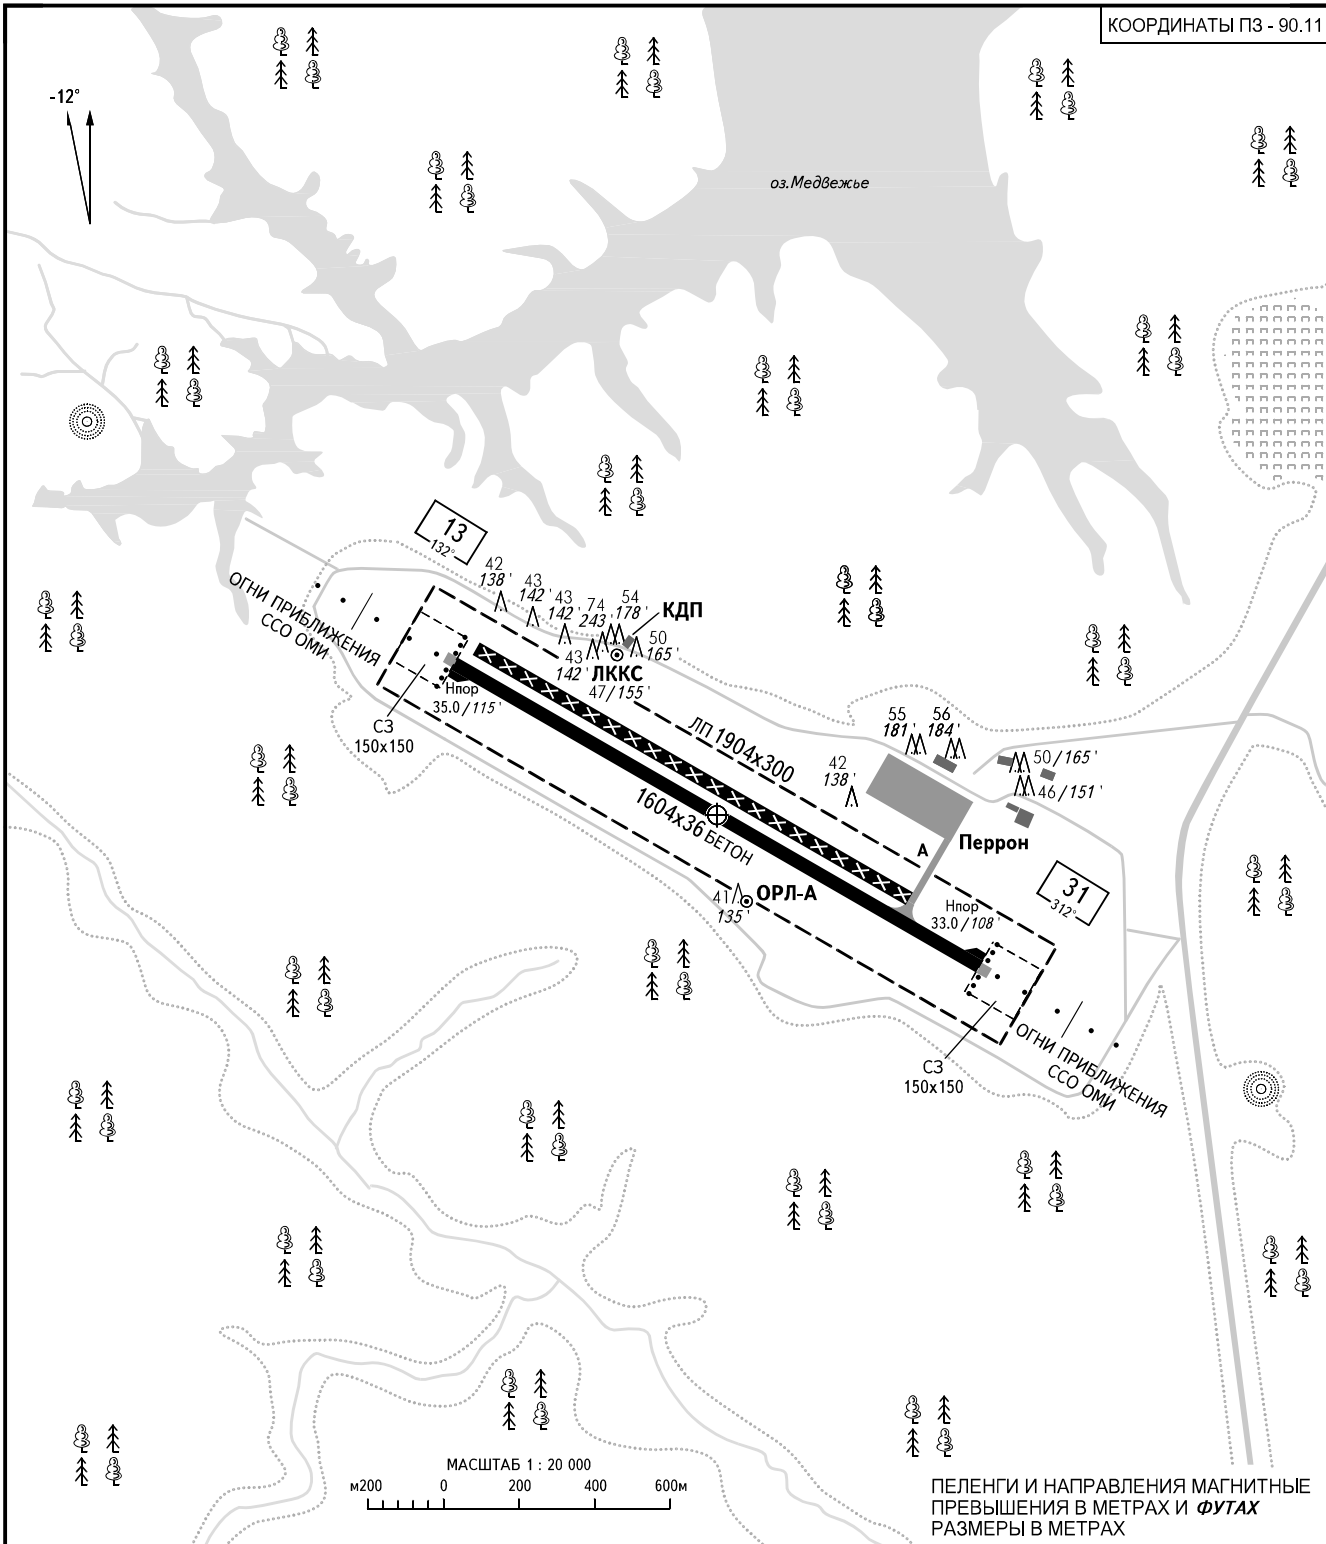 КООРДИНАТЫ ПЗ - 90.11
-12°
оз.Медвежье
13
132°
ОГНИ ПРИБЛИЖЕНИЯ
ССО ОМИ
42
138'
43
142'
43
142'
74
243'
54
178'
КДП
50
165'
43
142'
ЛККС
47/155'
Hпор
35.0/115'
СЗ
150x150
ЛП 1904x300
1604x36 БЕТОН
55
181'
56
184'
50/165'
46/151'
42
138'
А
Перрон
41
135'
ОРЛ-А
31
312°
Hпор
33.0/108'
СЗ
150x150
ОГНИ ПРИБЛИЖЕНИЯ
ССО ОМИ
МАСШТАБ 1 : 20 000
м200 0 200 400 600м
ПЕЛЕНГИ И НАПРАВЛЕНИЯ МАГНИТНЫЕ
ПРЕВЫШЕНИЯ В МЕТРАХ И ФУТАХ
РАЗМЕРЫ В МЕТРАХ